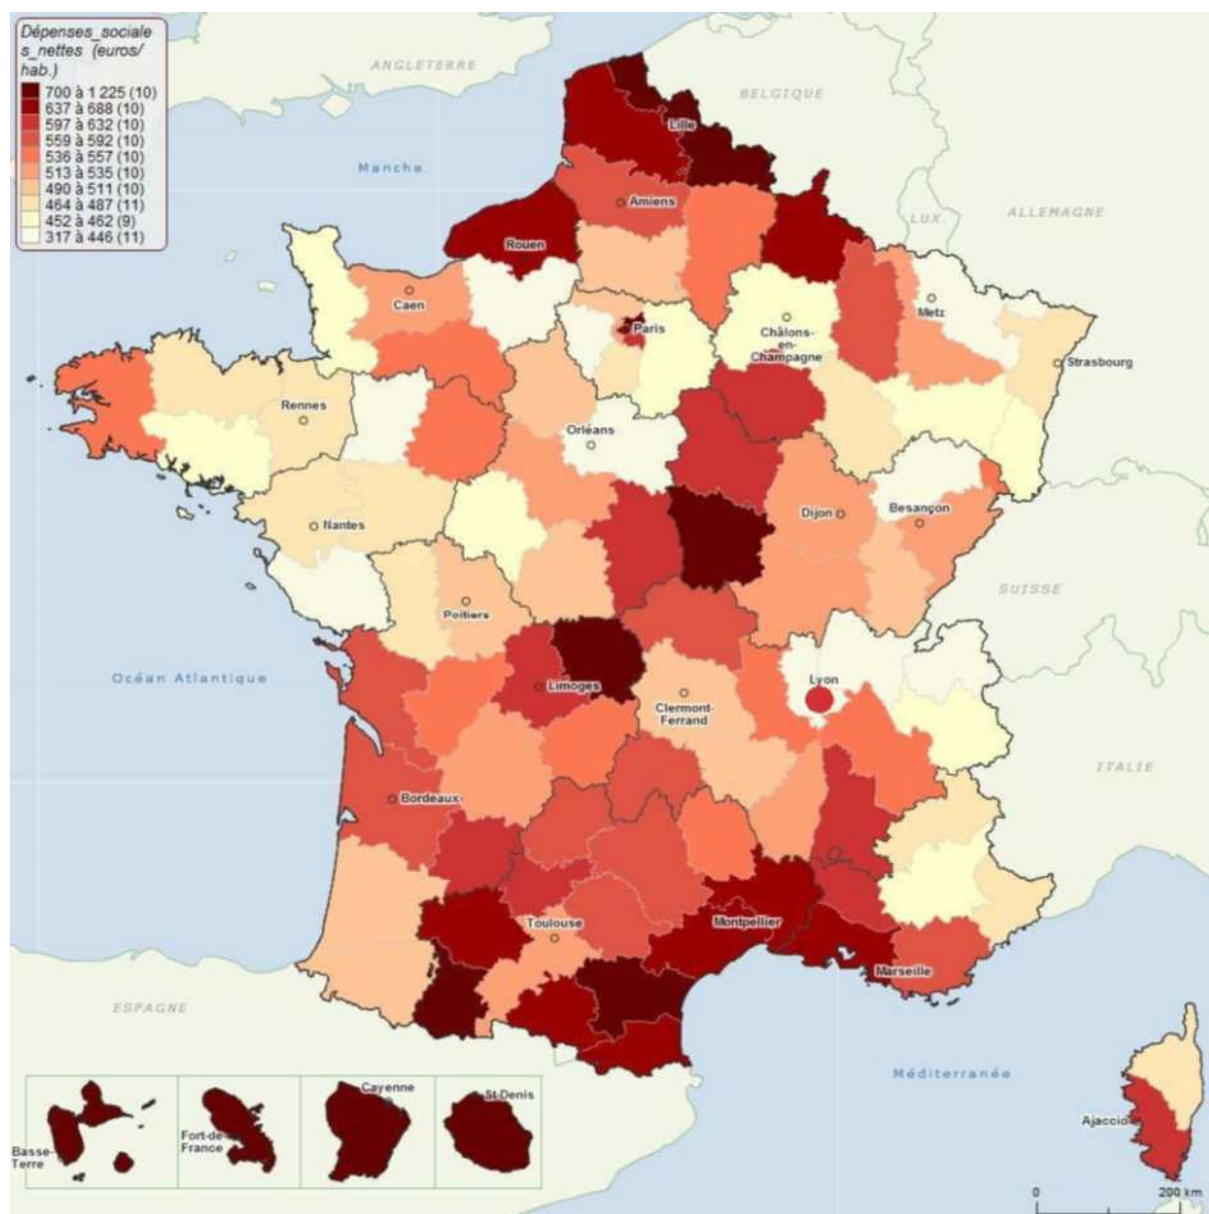 Dépenses_sociale
s_nettes (euros/
hab.)
700 à 1 225 (10)
637 à 688 (10)
597 à 632 (10)
559 à 592 (10)
536 à 557 (10)
513 à 535 (10)
490 à 511 (10)
464 à 487 (11)
452 à 462 (9)
317 à 446 (11)
ANGLETERRE
BELGIQUE
Lille
Manche
Amiens
LUX.
ALLEMAGNE
Rouen
Caen
Paris
Metz
Châlons-
en-
Champagne
Strasbourg
Rennes
Orléans
Nantes
Dijon
Besançon
SUISSE
Poitiers
Océan Atlantique
Limoges
Lyon
Clermont-
Ferrand
ITALIE
Bordeaux
Toulouse
Montpellier
Marseille
ESPAGNE
Méditerranée
Ajaccio
Basse-
Terre
Fort-de-
France
Cayenne
St-Denis
0
200 km